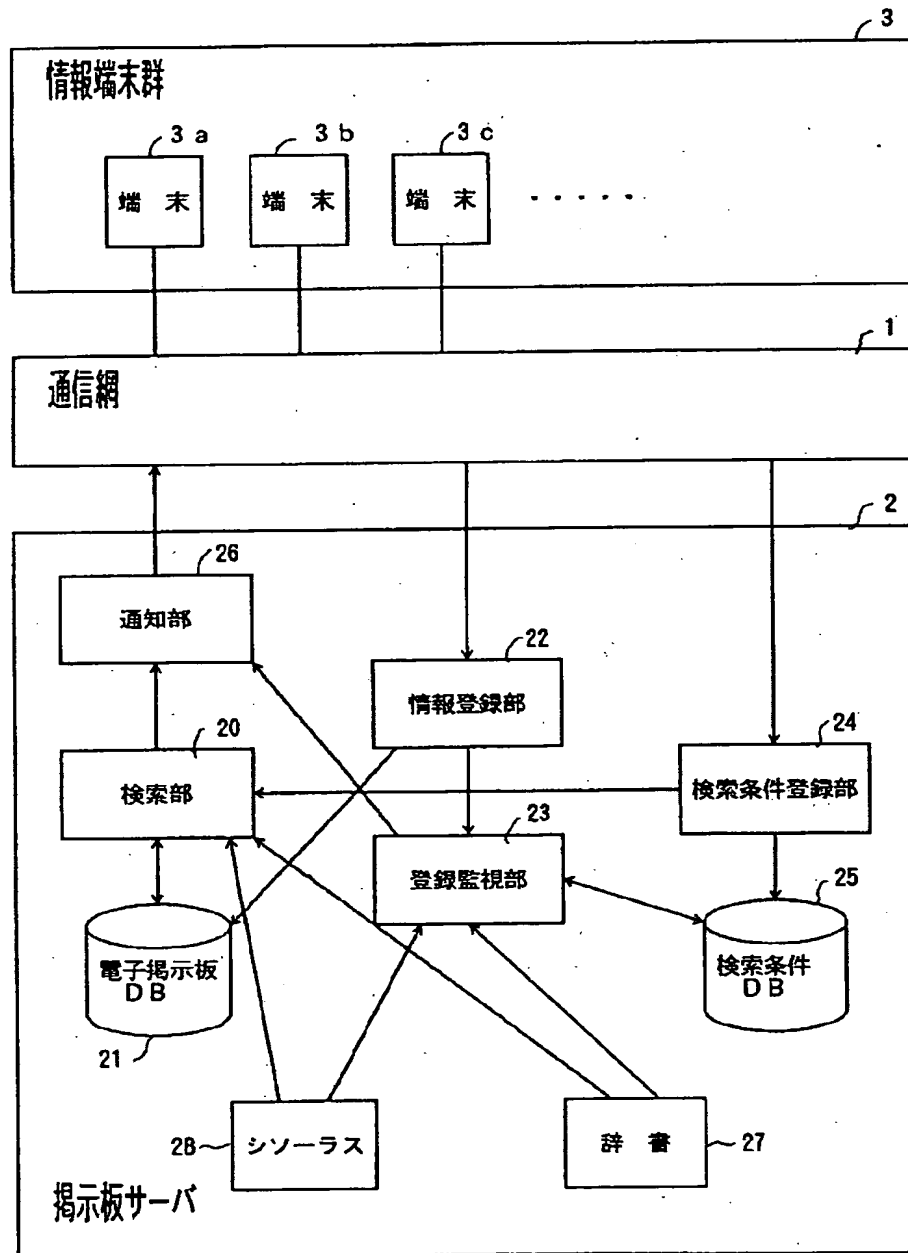 3
情報端末群
3a
3b
3c
端 末
端 末
端 末
・・・・・
1
通信網
2
26
通知部
22
情報登録部
20
検索部
24
検索条件登録部
23
登録監視部
25
電子掲示板
DB
検索条件
DB
21
28
シソーラス
辞 書
27
掲示板サーバ